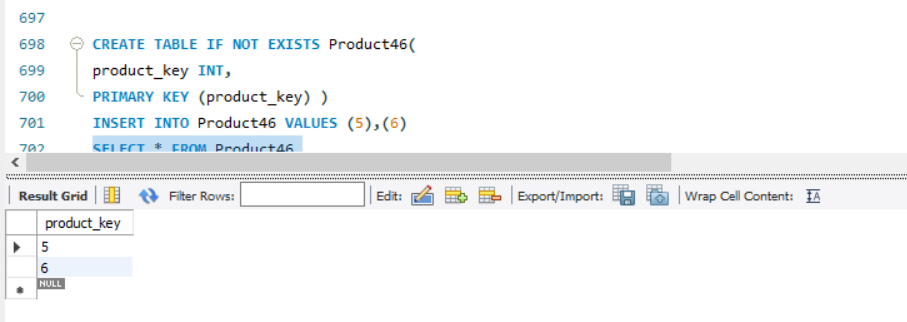 697
698 CREATE TABLE IF NOT EXISTS Product46(
699 product_key INT,
700 PRIMARY KEY (product_key) )
701 INSERT INTO Product46 VALUES (5),(6)
702 SELECT * FROM Product46
Result Grid Filter Rows: Edit: Export/Import: Wrap Cell Content: IA
product_key
5
6
NULL